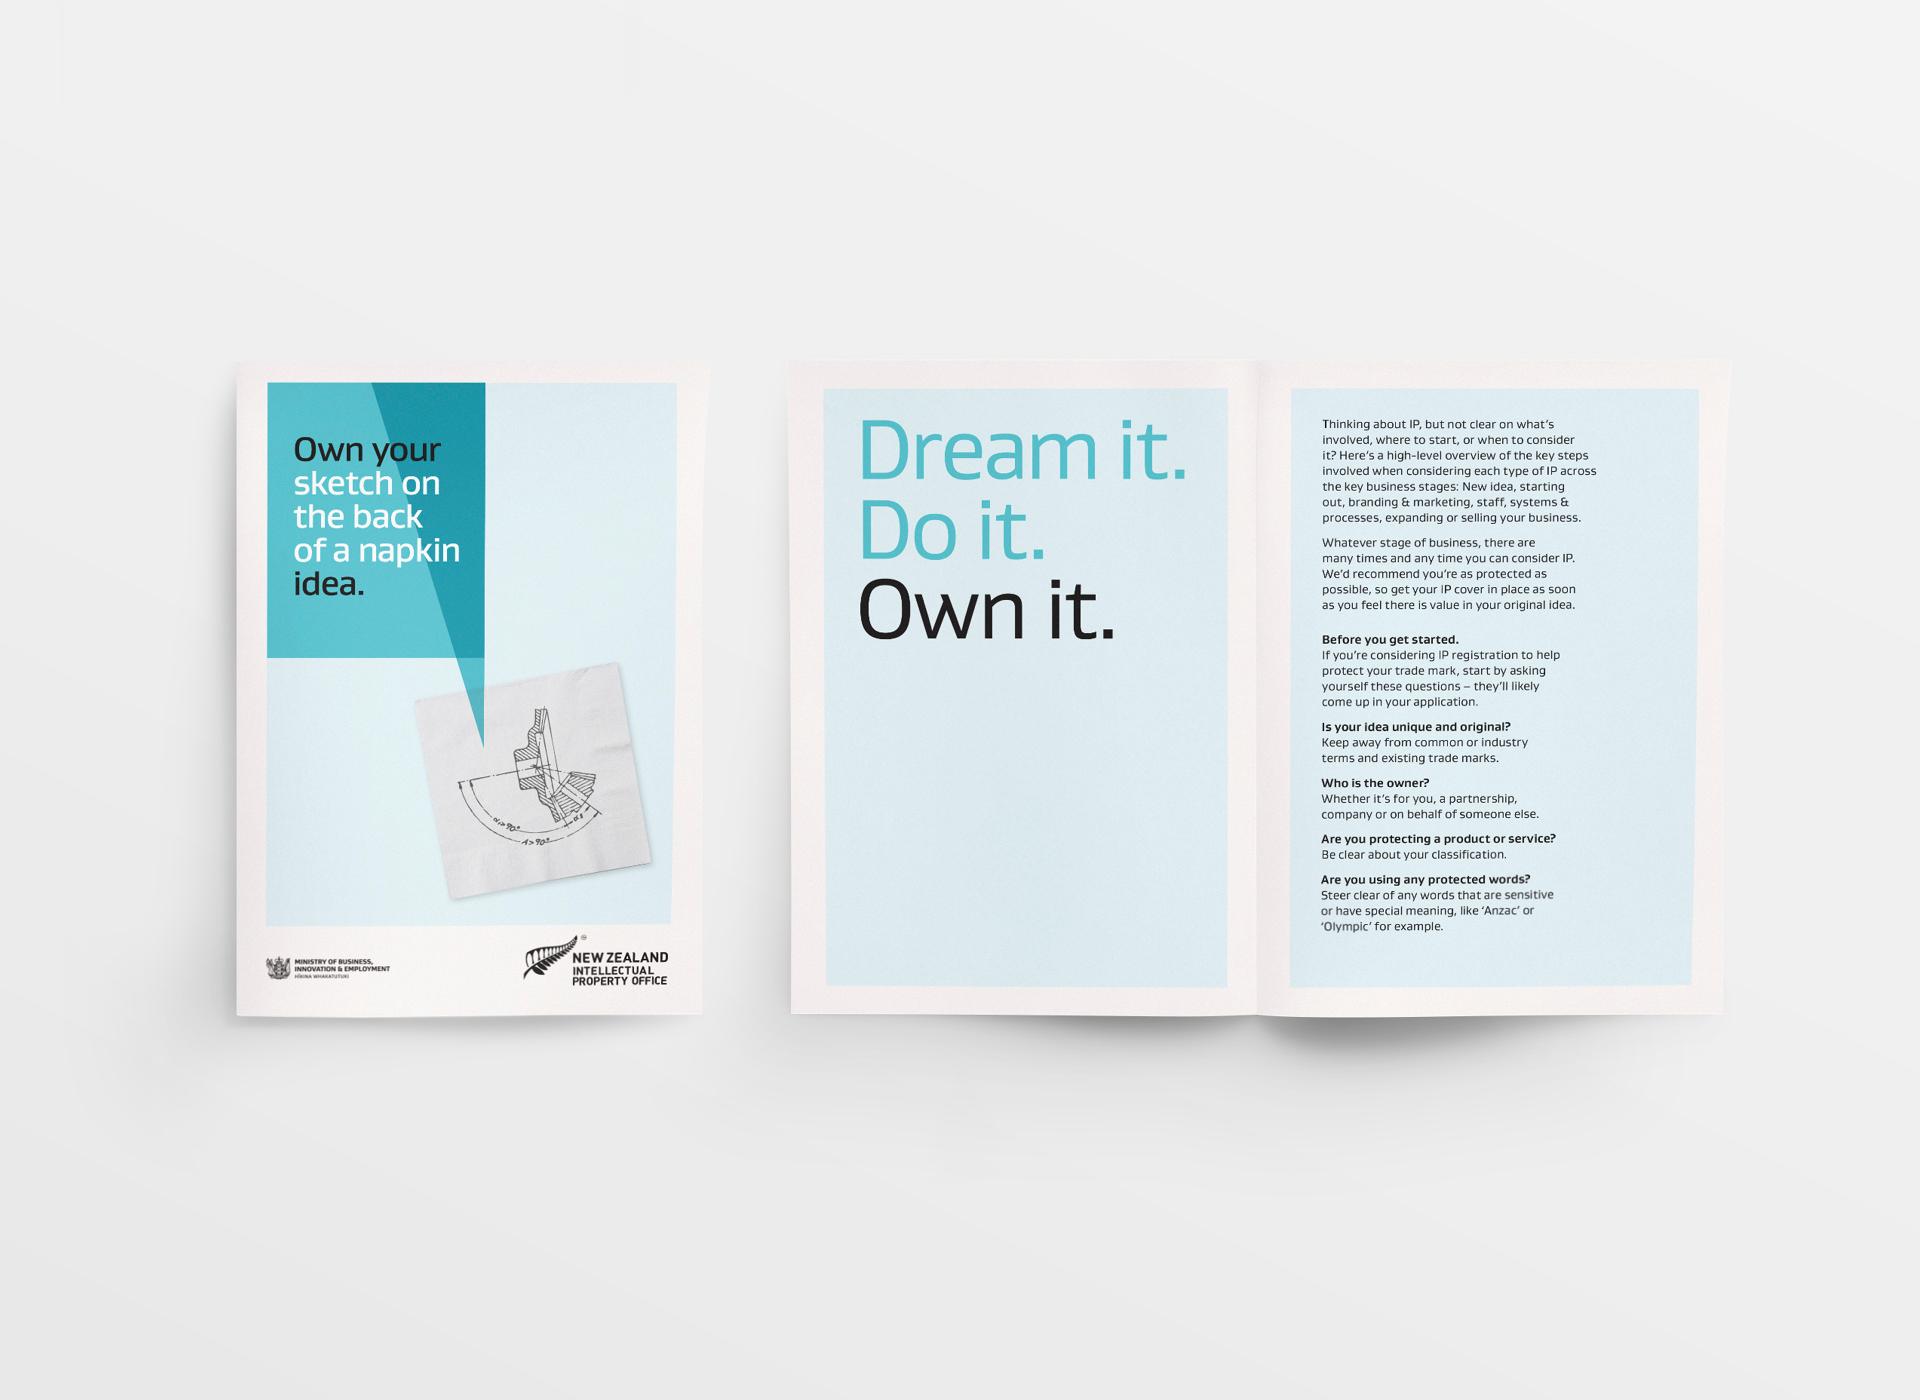 Own your
sketch on
the back
of a napkin
idea.
α₁>90°
Λ>90°
MINISTRY OF BUSINESS,
INNOVATION & EMPLOYMENT
HĪKINA WHAKATUTUKI
NEW ZEALAND
INTELLECTUAL
PROPERTY OFFICE
Dream it.
Do it.
Own it.
Thinking about IP, but not clear on what’s
involved, where to start, or when to consider
it? Here’s a high-level overview of the key steps
involved when considering each type of IP across
the key business stages: New idea, starting
out, branding & marketing, staff, systems &
processes, expanding or selling your business.
Whatever stage of business, there are
many times and any time you can consider IP.
We’d recommend you’re as protected as
possible, so get your IP cover in place as soon
as you feel there is value in your original idea.
Before you get started.
If you’re considering IP registration to help
protect your trade mark, start by asking
yourself these questions – they’ll likely
come up in your application.
Is your idea unique and original?
Keep away from common or industry
terms and existing trade marks.
Who is the owner?
Whether it’s for you, a partnership,
company or on behalf of someone else.
Are you protecting a product or service?
Be clear about your classification.
Are you using any protected words?
Steer clear of any words that are sensitive
or have special meaning, like ‘Anzac’ or
‘Olympic’ for example.